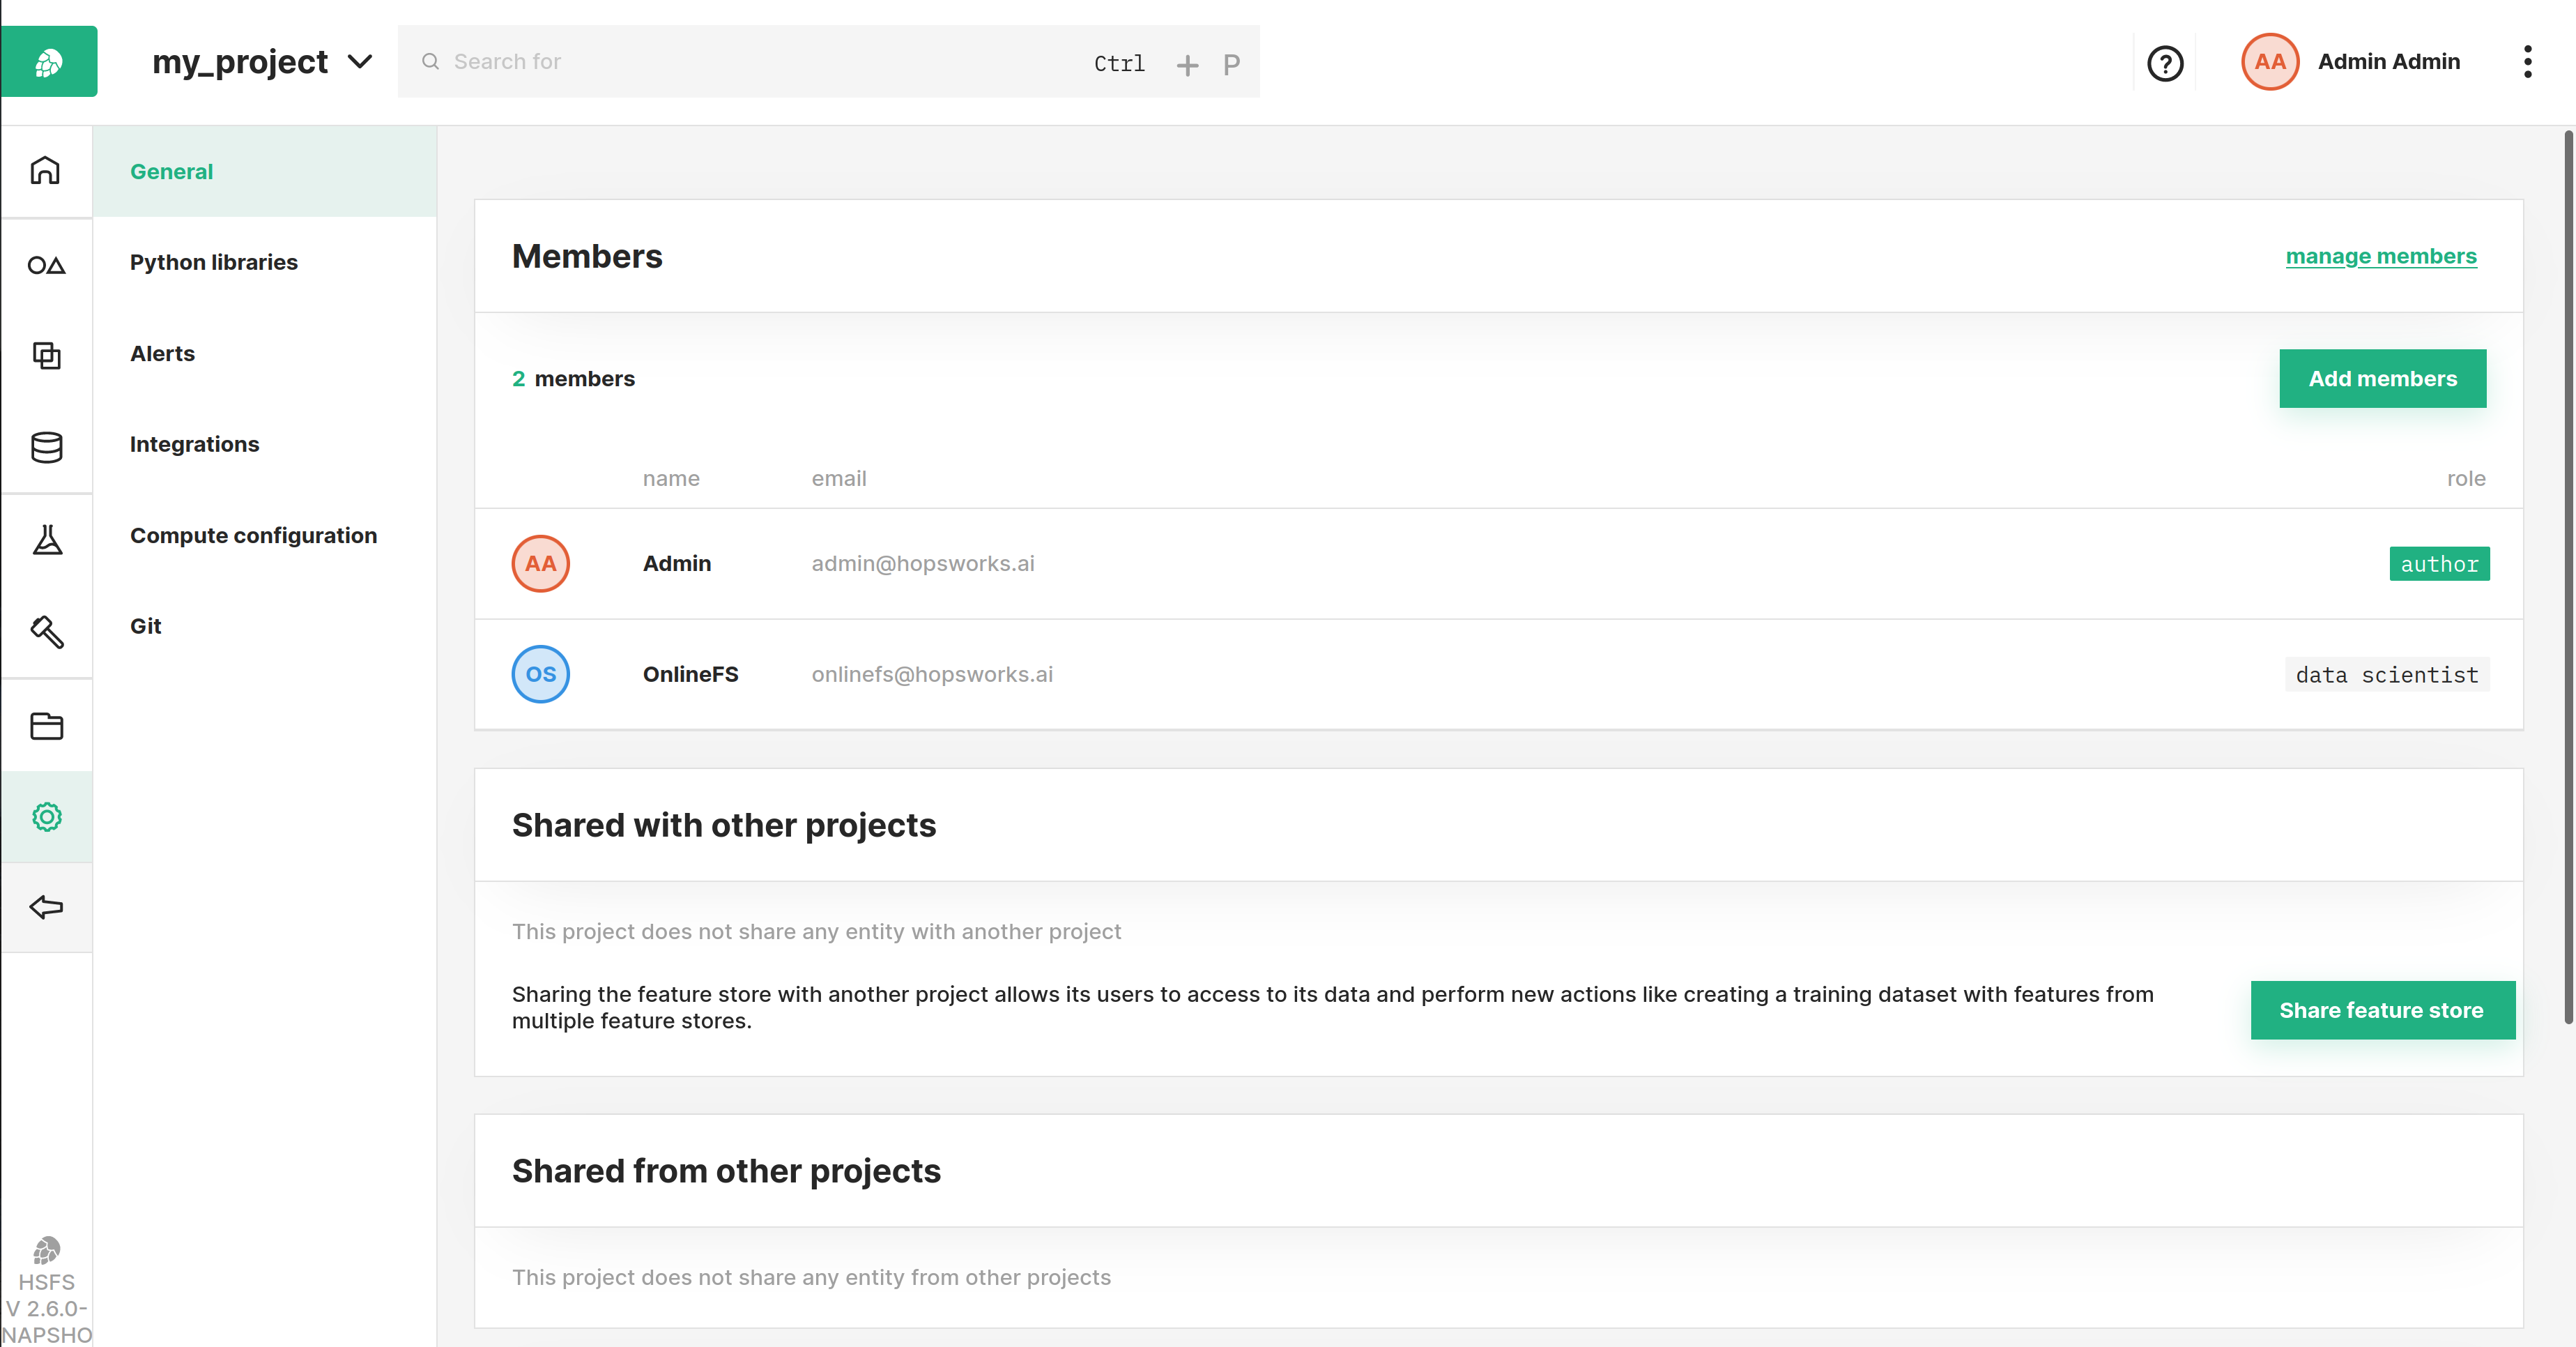 my_project
Search for
Ctrl + P
?
AA
Admin Admin
General
Python libraries
Alerts
Integrations
Compute configuration
Git
Members
manage members
2 members
Add members
name email role
AA Admin admin@hopsworks.ai author
OS OnlineFS onlinefs@hopsworks.ai data scientist
Shared with other projects
This project does not share any entity with another project
Sharing the feature store with another project allows its users to access to its data and perform new actions like creating a training dataset with features from
multiple feature stores.
Share feature store
Shared from other projects
This project does not share any entity from other projects
HSFS
V 2.6.0-
NAPSHO